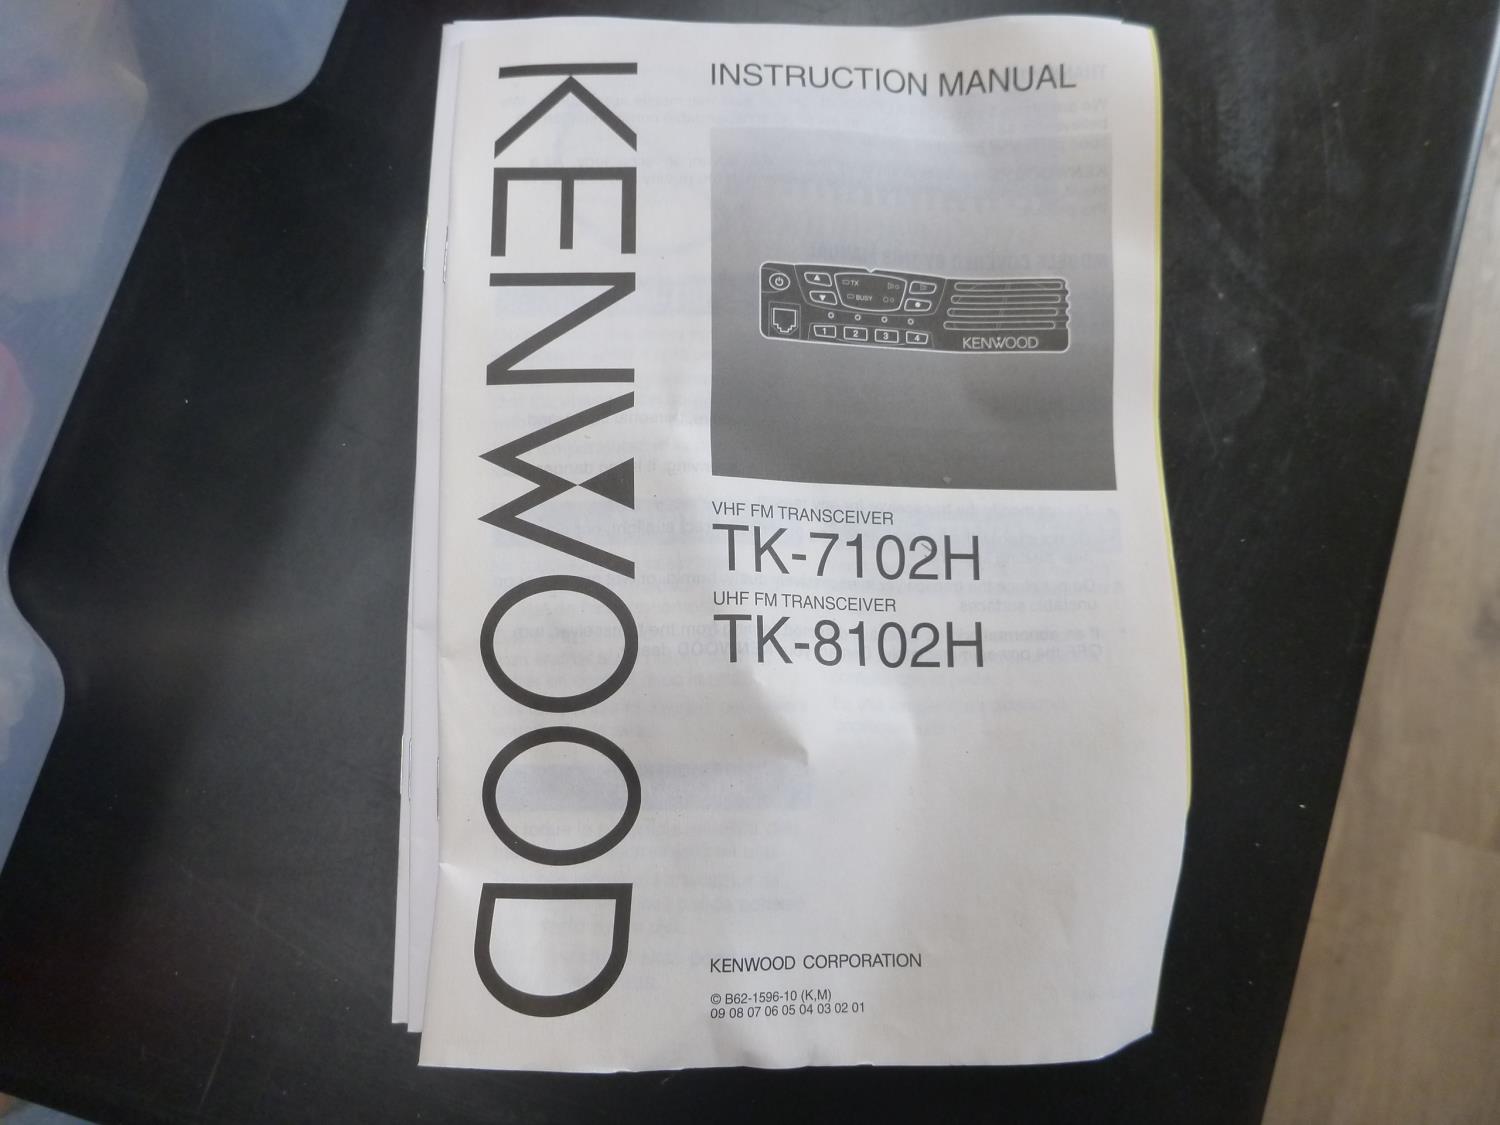 KENWOOD
INSTRUCTION MANUAL
TX
BUSY
1 2 3 4
KENWOOD
VHF FM TRANSCEIVER
TK-7102H
UHF FM TRANSCEIVER
TK-8102H
KENWOOD CORPORATION
© B62-1596-10 (K,M)
09 08 07 06 05 04 03 02 01